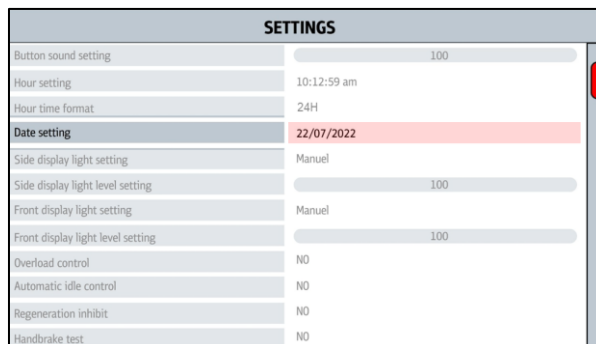 SETTINGS
Button sound setting 100
Hour setting 10:12:59 am
Hour time format 24H
Date setting 22/07/2022
Side display light setting Manuel
Side display light level setting 100
Front display light setting Manuel
Front display light level setting 100
Overload control NO
Automatic idle control NO
Regeneration inhibit NO
Handbrake test NO